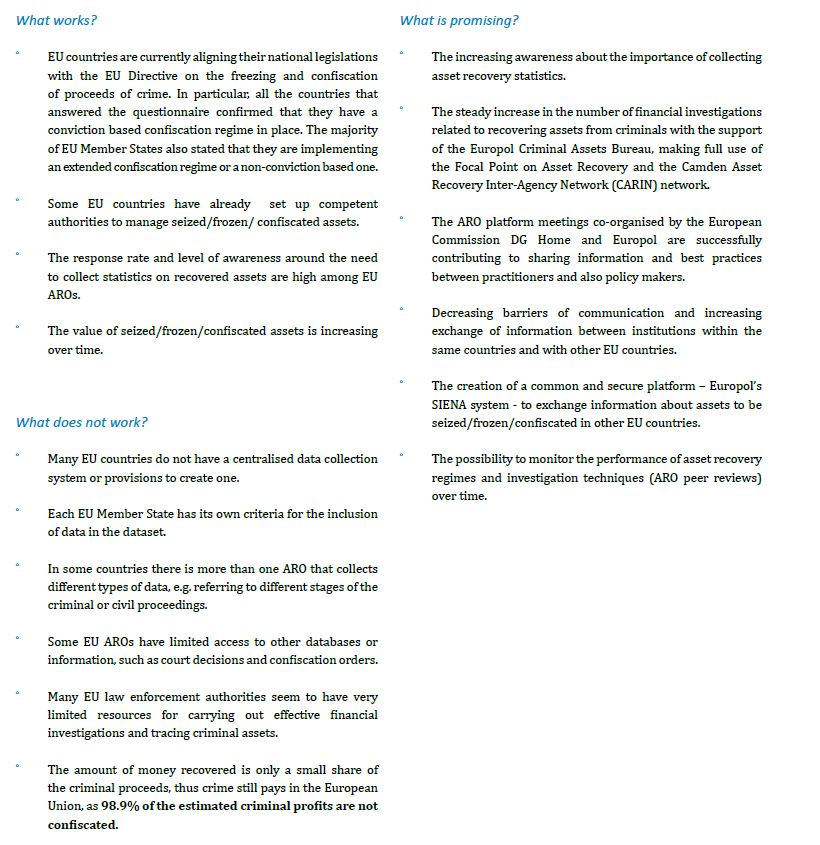 What works?
° EU countries are currently aligning their national legislations
with the EU Directive on the freezing and confiscation
of proceeds of crime. In particular, all the countries that
answered the questionnaire confirmed that they have a
conviction based confiscation regime in place. The majority
of EU Member States also stated that they are implementing
an extended confiscation regime or a non-conviction based one.
° Some EU countries have already set up competent
authorities to manage seized/frozen/ confiscated assets.
° The response rate and level of awareness around the need
to collect statistics on recovered assets are high among EU
AROs.
° The value of seized/frozen/confiscated assets is increasing
over time.
What does not work?
° Many EU countries do not have a centralised data collection
system or provisions to create one.
° Each EU Member State has its own criteria for the inclusion
of data in the dataset.
° In some countries there is more than one ARO that collects
different types of data, e.g. referring to different stages of the
criminal or civil proceedings.
° Some EU AROs have limited access to other databases or
information, such as court decisions and confiscation orders.
° Many EU law enforcement authorities seem to have very
limited resources for carrying out effective financial
investigations and tracing criminal assets.
° The amount of money recovered is only a small share of
the criminal proceeds, thus crime still pays in the European
Union, as 98.9% of the estimated criminal profits are not
confiscated.
What is promising?
° The increasing awareness about the importance of collecting
asset recovery statistics.
° The steady increase in the number of financial investigations
related to recovering assets from criminals with the support
of the Europol Criminal Assets Bureau, making full use of
the Focal Point on Asset Recovery and the Camden Asset
Recovery Inter-Agency Network (CARIN) network.
° The ARO platform meetings co-organised by the European
Commission DG Home and Europol are successfully
contributing to sharing information and best practices
between practitioners and also policy makers.
° Decreasing barriers of communication and increasing
exchange of information between institutions within the
same countries and with other EU countries.
° The creation of a common and secure platform – Europol's
SIENA system - to exchange information about assets to be
seized/frozen/confiscated in other EU countries.
° The possibility to monitor the performance of asset recovery
regimes and investigation techniques (ARO peer reviews)
over time.